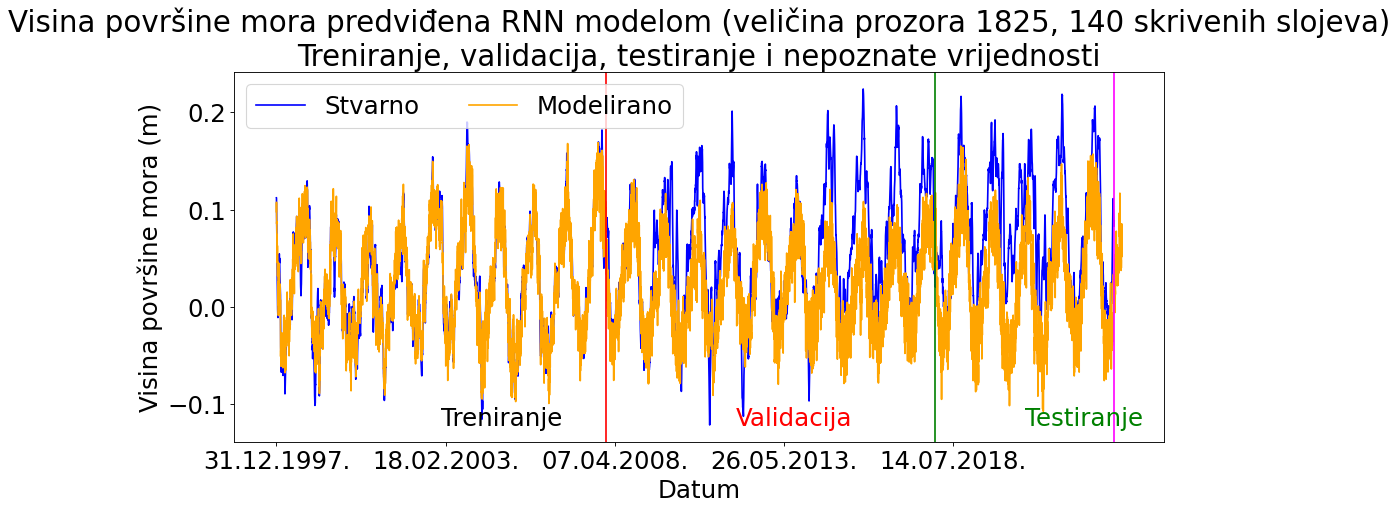 Visina površine mora predviđena RNN modelom (veličina prozora 1825, 140 skrivenih slojeva)
Treniranje, validacija, testiranje i nepoznate vrijednosti
Stvarno
Modelirano
Visina površine mora (m)
0.2
0.1
0.0
−0.1
Treniranje
Validacija
Testiranje
31.12.1997.
18.02.2003.
07.04.2008.
26.05.2013.
14.07.2018.
Datum